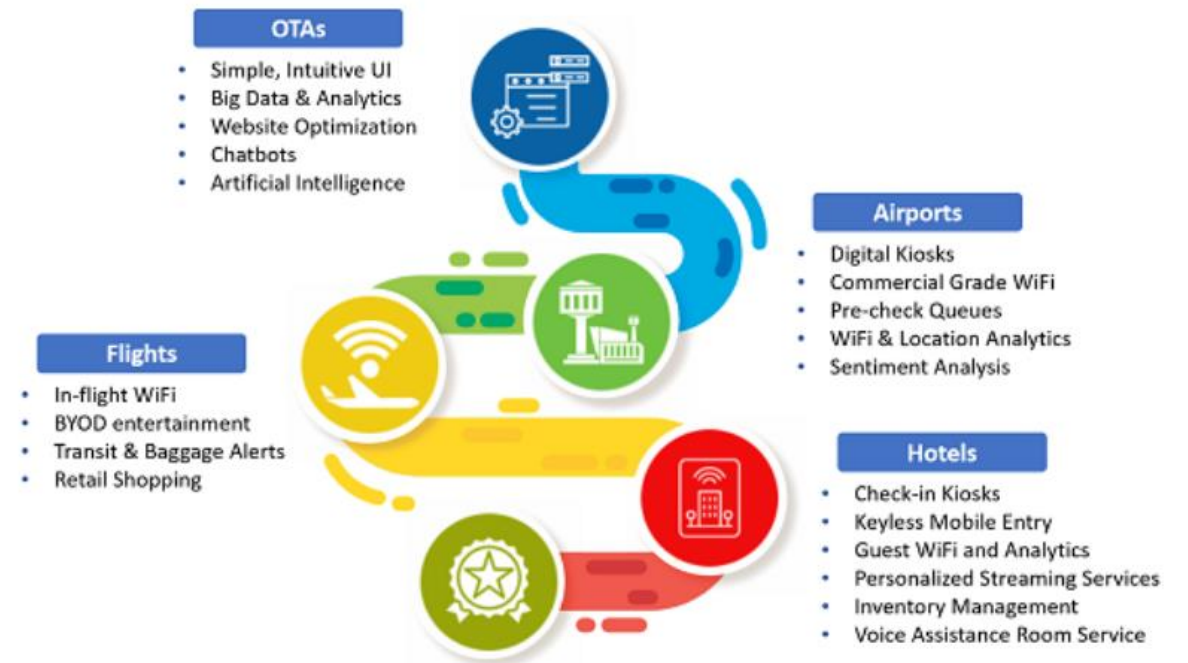 OTAs
• Simple, Intuitive UI
• Big Data & Analytics
• Website Optimization
• Chatbots
• Artificial Intelligence
Airports
• Digital Kiosks
• Commercial Grade WiFi
• Pre-check Queues
• WiFi & Location Analytics
• Sentiment Analysis
Flights
• In-flight WiFi
• BYOD entertainment
• Transit & Baggage Alerts
• Retail Shopping
Hotels
• Check-in Kiosks
• Keyless Mobile Entry
• Guest WiFi and Analytics
• Personalized Streaming Services
• Inventory Management
• Voice Assistance Room Service